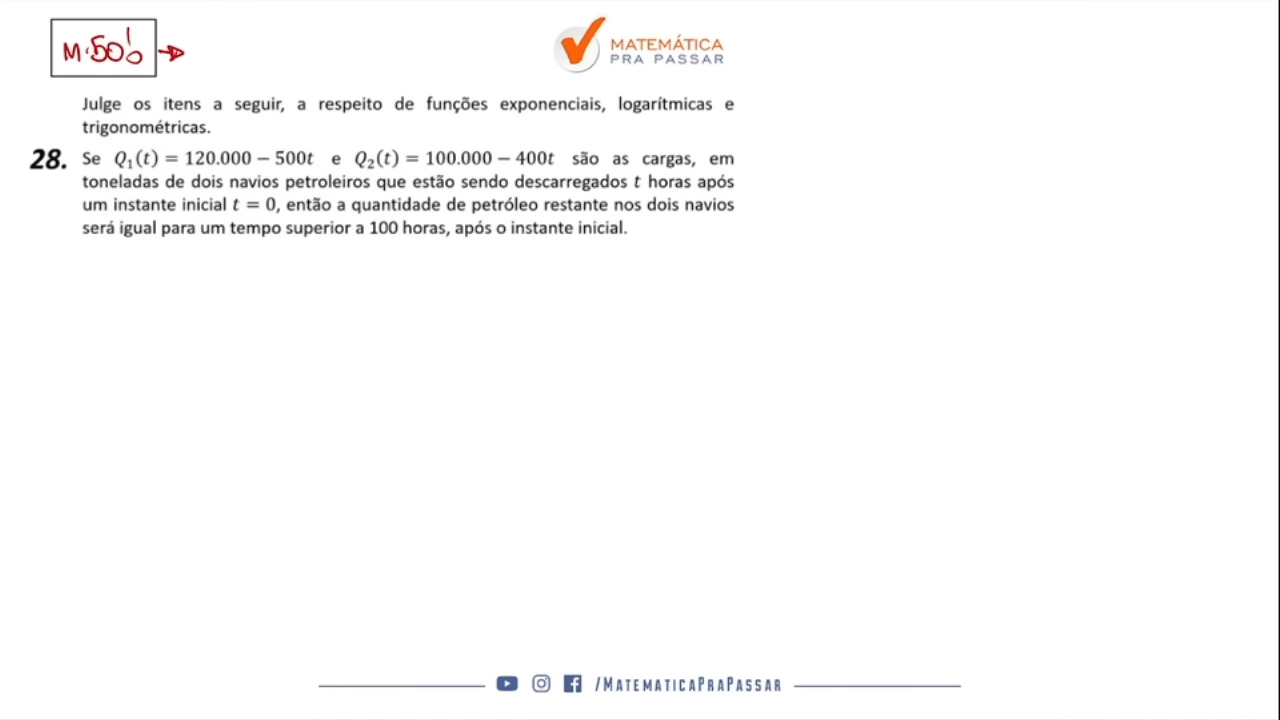 M.50!
MATEMÁTICA
PRA PASSAR
Julge os itens a seguir, a respeito de funções exponenciais, logarítmicas e
trigonométricas.
28. Se Q₁(t) = 120.000 − 500t e Q₂(t) = 100.000 − 400t são as cargas, em
toneladas de dois navios petroleiros que estão sendo descarregados t horas após
um instante inicial t = 0, então a quantidade de petróleo restante nos dois navios
será igual para um tempo superior a 100 horas, após o instante inicial.
/MATEMATICAPRAPASSAR